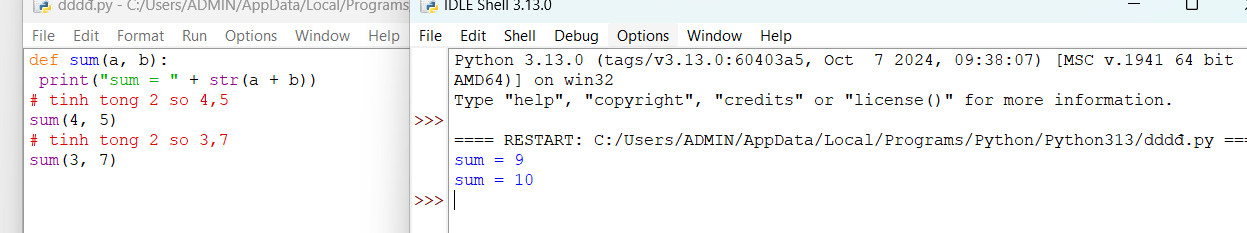 dddđ.py - C:/Users/ADMIN/AppData/Local/Programs
File Edit Format Run Options Window Help
def sum(a, b):
 print("sum = " + str(a + b))
# tinh tong 2 so 4,5
sum(4, 5)
# tinh tong 2 so 3,7
sum(3, 7)
IDLE Shell 3.13.0
File Edit Shell Debug Options Window Help
Python 3.13.0 (tags/v3.13.0:60403a5, Oct  7 2024, 09:38:07) [MSC v.1941 64 bit
AMD64)] on win32
Type "help", "copyright", "credits" or "license()" for more information.
>>>
==== RESTART: C:/Users/ADMIN/AppData/Local/Programs/Python/Python313/dddđ.py ===
sum = 9
sum = 10
>>>